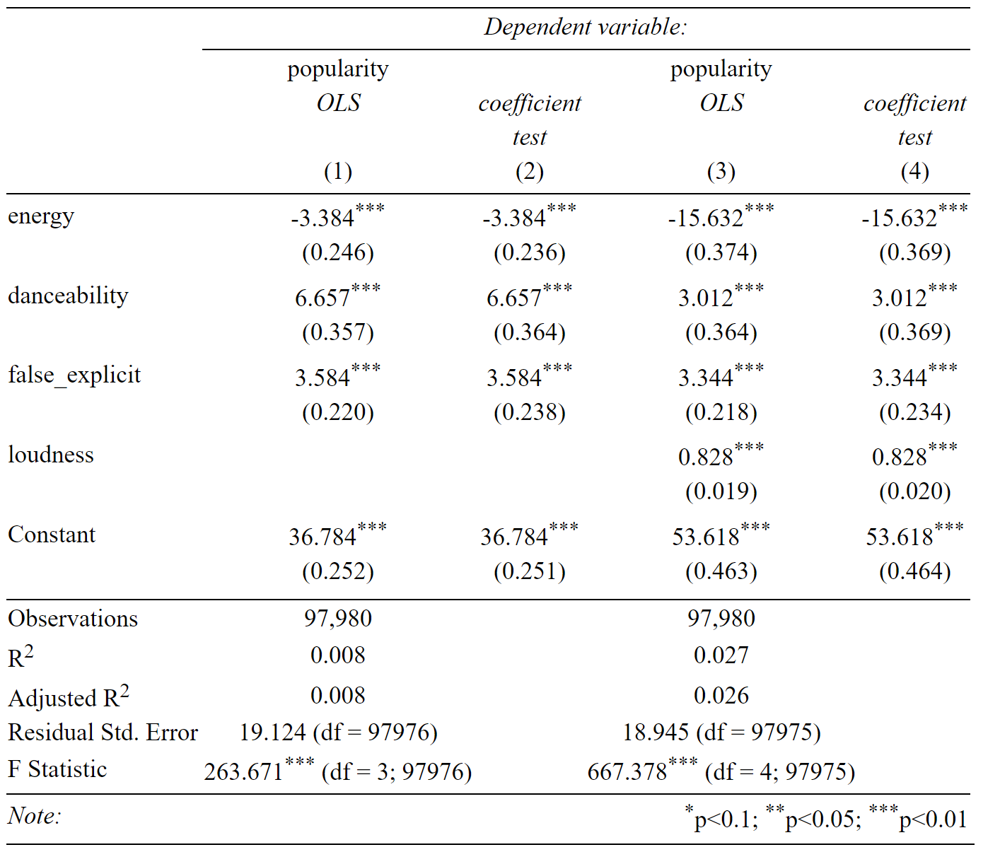 Dependent variable:
popularity popularity
OLS coefficient OLS coefficient
test test
(1) (2) (3) (4)
energy -3.384*** -3.384*** -15.632*** -15.632***
(0.246) (0.236) (0.374) (0.369)
danceability 6.657*** 6.657*** 3.012*** 3.012***
(0.357) (0.364) (0.364) (0.369)
false_explicit 3.584*** 3.584*** 3.344*** 3.344***
(0.220) (0.238) (0.218) (0.234)
loudness 0.828*** 0.828***
(0.019) (0.020)
Constant 36.784*** 36.784*** 53.618*** 53.618***
(0.252) (0.251) (0.463) (0.464)
Observations 97,980 97,980
R2 0.008 0.027
Adjusted R2 0.008 0.026
Residual Std. Error 19.124 (df = 97976) 18.945 (df = 97975)
F Statistic 263.671*** (df = 3; 97976) 667.378*** (df = 4; 97975)
Note: *p<0.1; **p<0.05; ***p<0.01